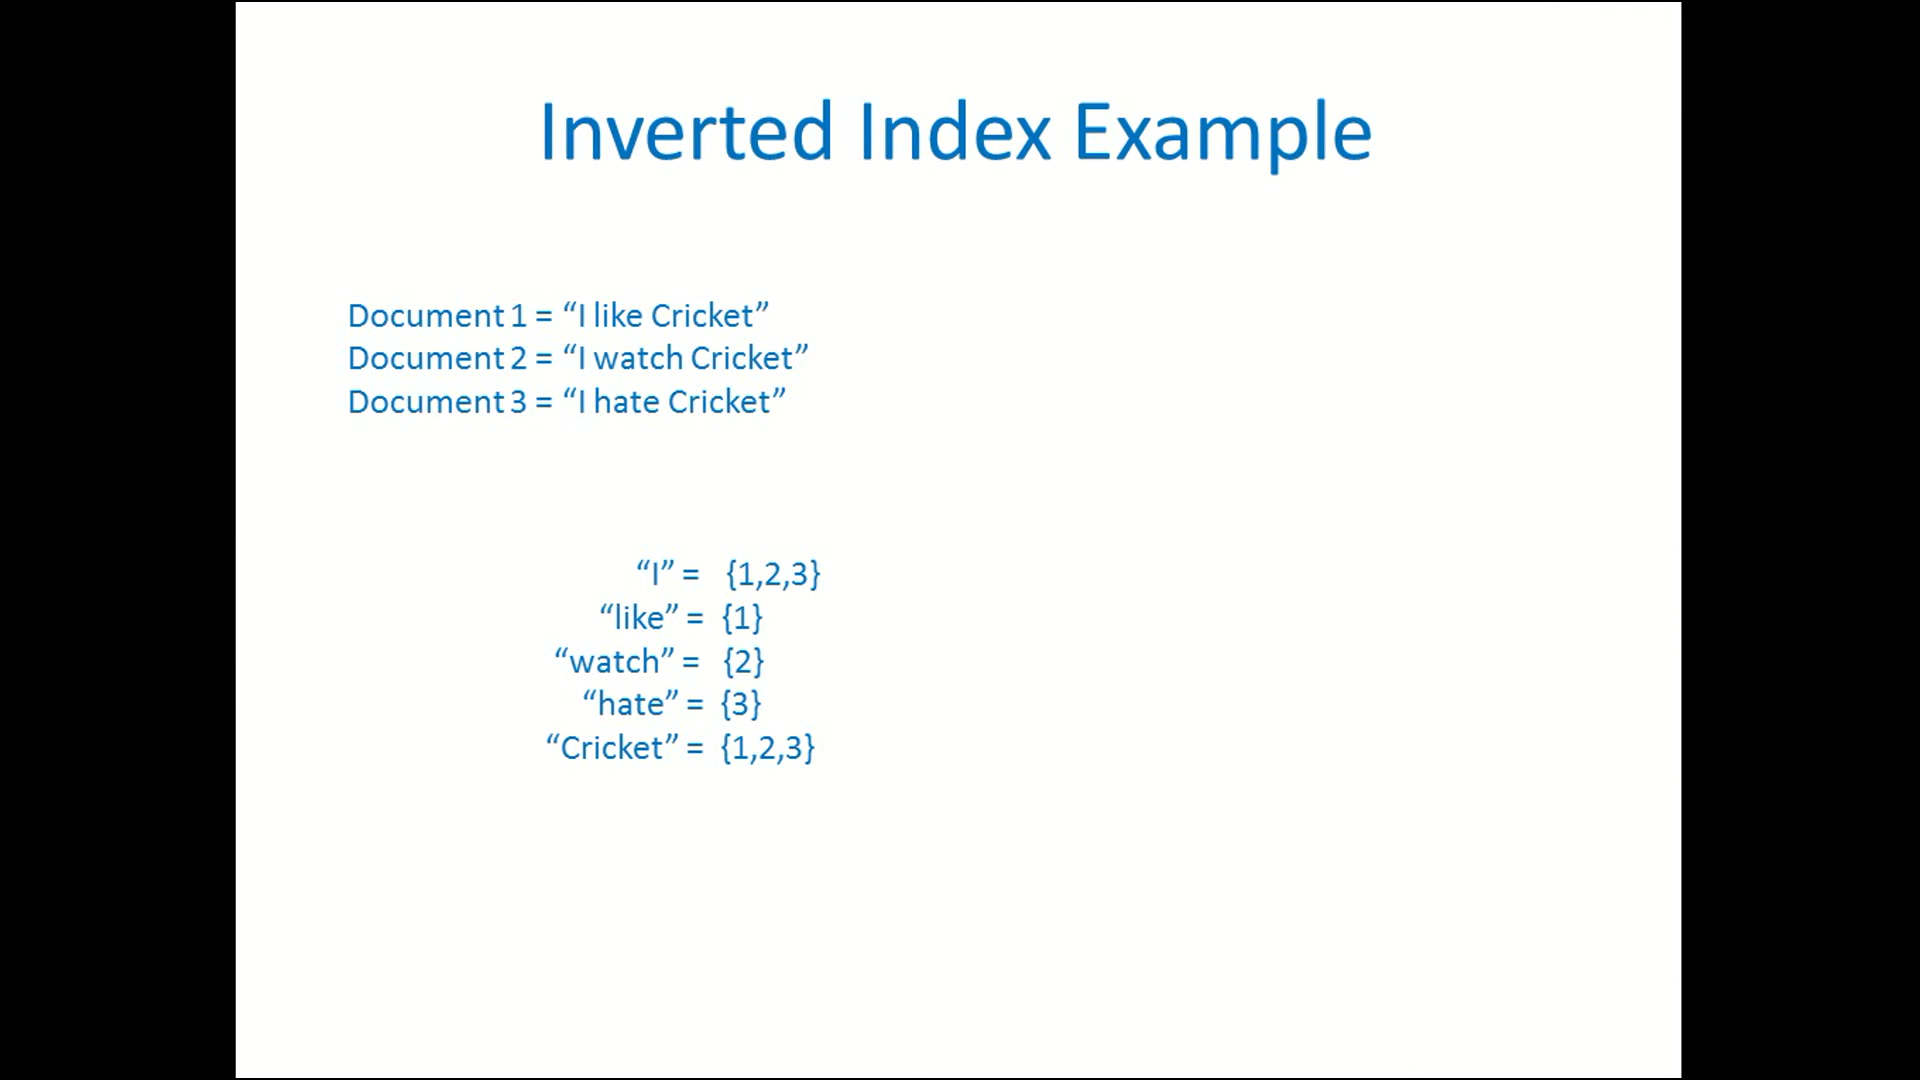 Inverted Index Example
Document 1 = “I like Cricket”
Document 2 = “I watch Cricket”
Document 3 = “I hate Cricket”
“I” = {1,2,3}
“like” = {1}
“watch” = {2}
“hate” = {3}
“Cricket” = {1,2,3}